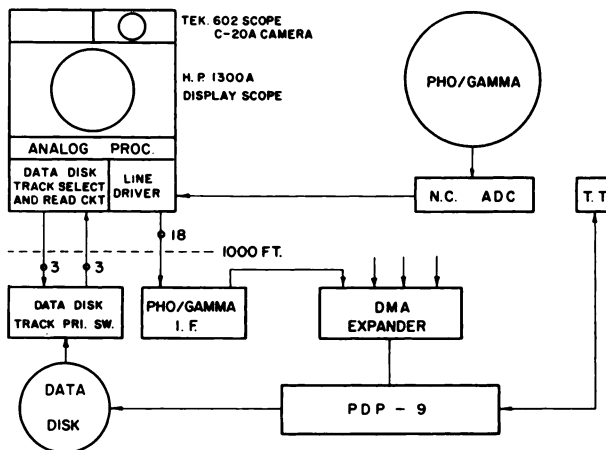 TEK. 602 SCOPE
C-20A CAMERA
H. P. 1300A
DISPLAY SCOPE
PHO/GAMMA
ANALOG PROC.
DATA DISK
TRACK SELECT
AND READ CKT
LINE
DRIVER
N.C. ADC
T. T
18
1000 FT.
3
3
DATA DISK
TRACK PRI. SW.
PHO/GAMMA
I. F.
DMA
EXPANDER
DATA
DISK
PDP - 9